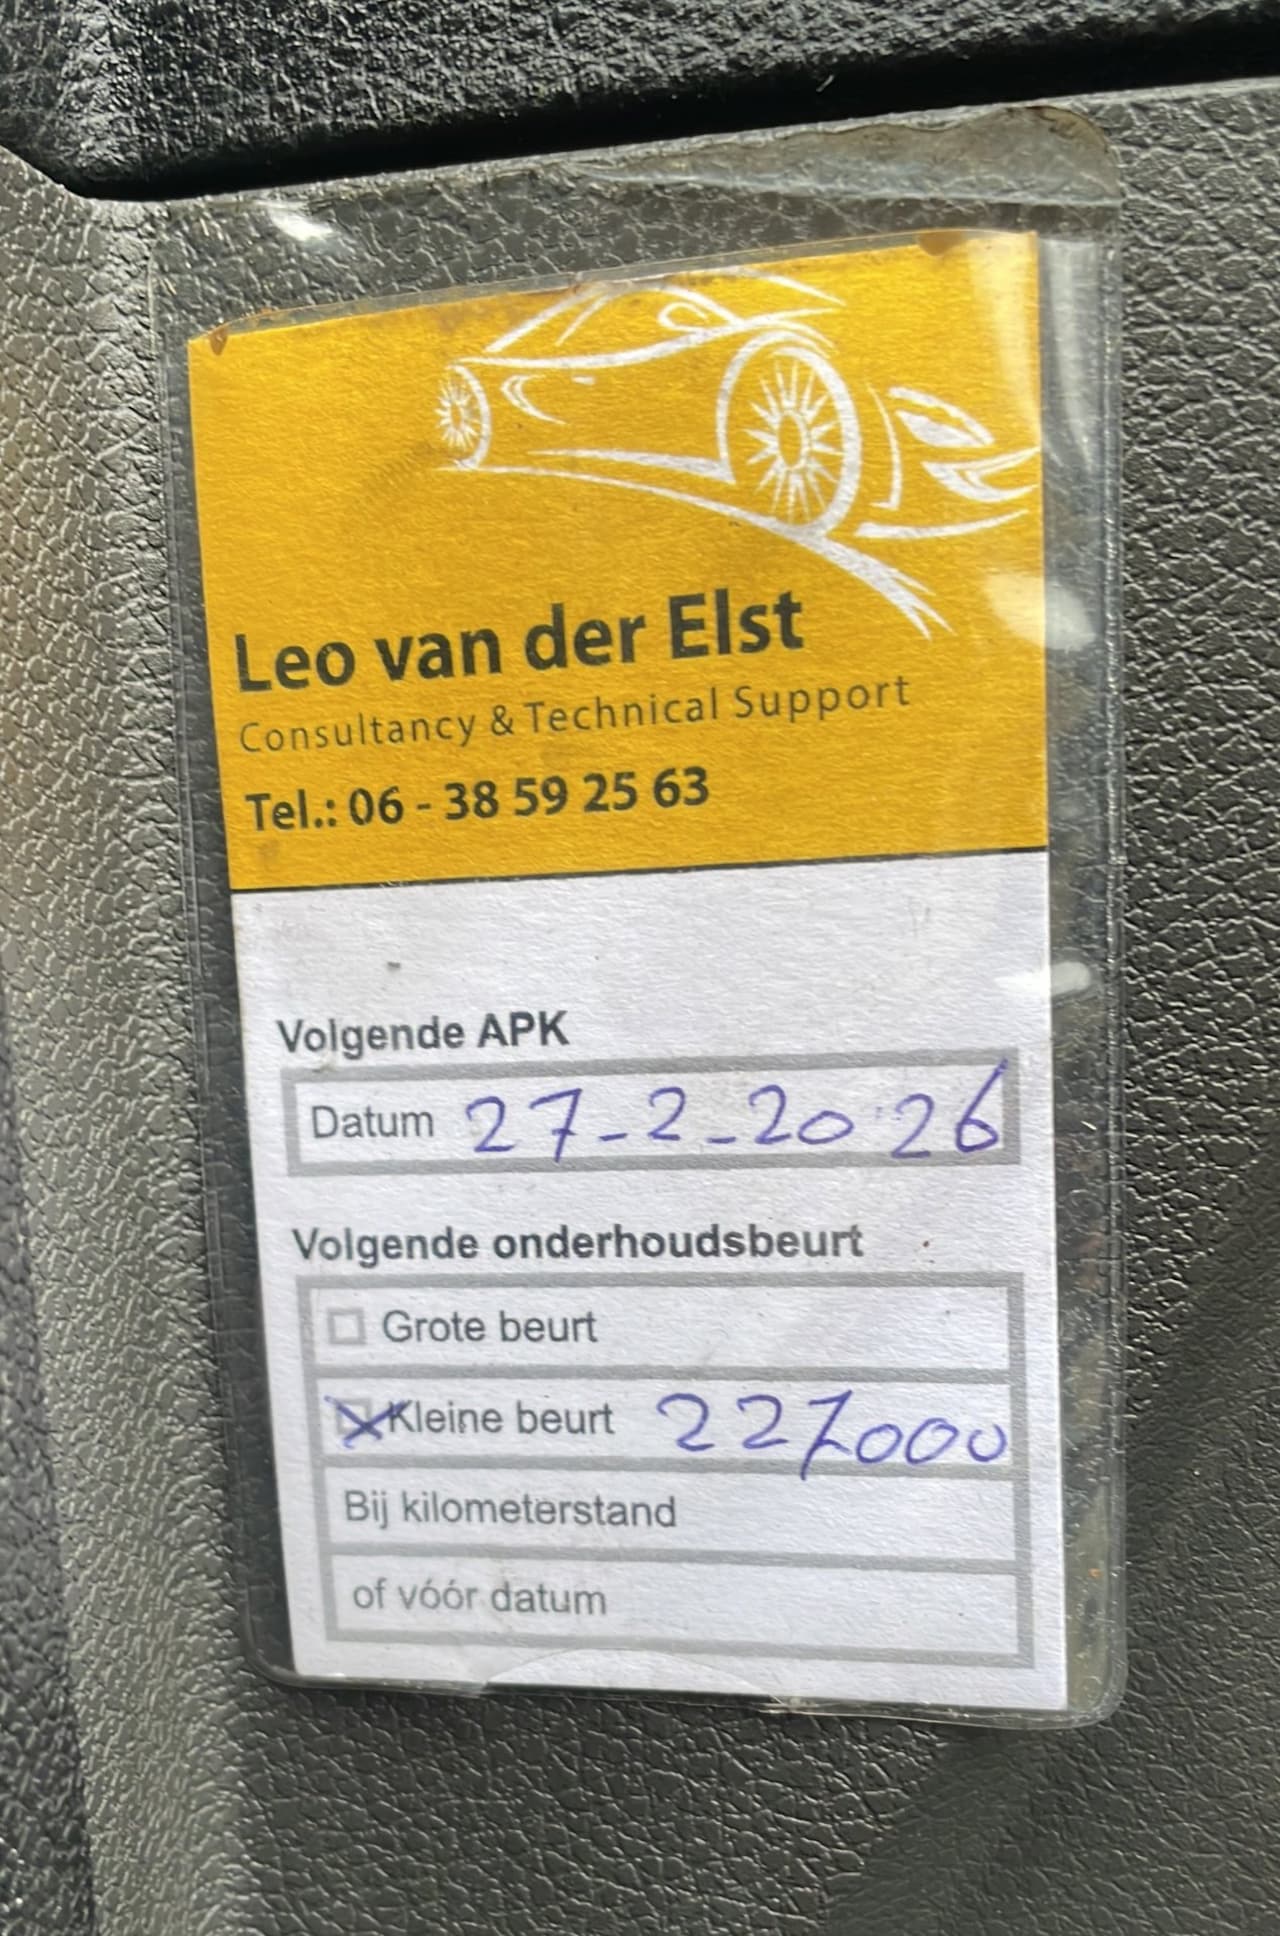 Leo van der Elst
Consultancy & Technical Support
Tel.: 06 - 38 59 25 63
Volgende APK
Datum 27-2-2026
Volgende onderhoudsbeurt
Grote beurt
Kleine beurt 227000
Bij kilometerstand
of vóór datum